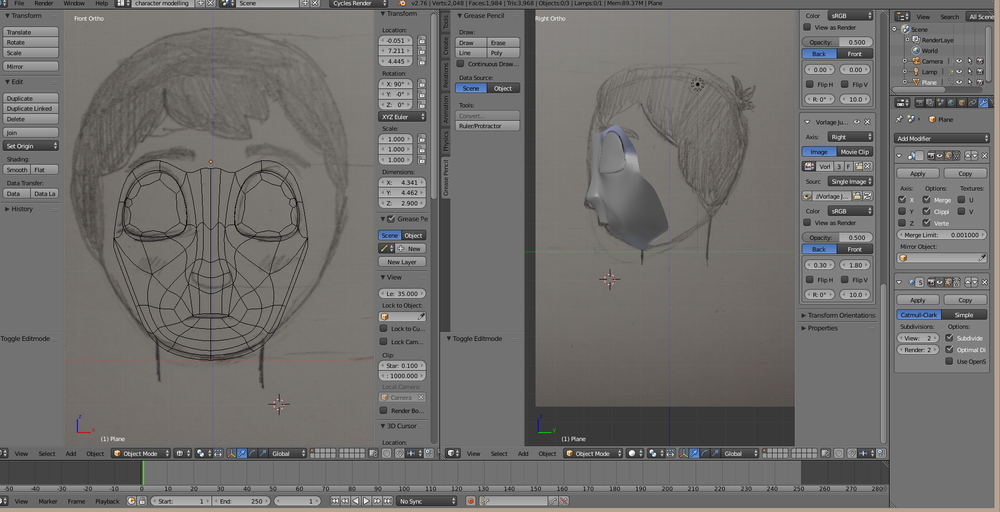 File Render Window Help character modelling Scene Cycles Render v2.76 | Verts:2,048 | Faces:1,984 | Tris:3,968 | Objects:0/3 | Lamps:0/1 | Mem:89.37M | Plane
Transform
Translate
Rotate
Scale
Mirror
Edit
Duplicate
Duplicate Linked
Delete
Join
Set Origin
Shading:
Smooth Flat
Data Transfer:
Data Data La
History
Toggle Editmode
Front Ortho
z
x
(1) Plane
Transform
Location:
-0.051
7.211
4.445
Rotation:
X: 90°
Y: -0°
Z: 0°
XYZ Euler
Scale:
1.000
1.000
1.000
Dimensions:
X: 4.341
Y: 4.462
Z: 2.900
Grease Pe
Scene Object
New
New Layer
View
Le: 35.000
Lock to Object:
Lock to Cu...
Lock Cam...
Clip:
Star: 0.100
: 1000.000
Local Camera:
Camera
Render Bo...
3D Cursor
Location:
Tools
Create
Relations
Animation
Physics
Grease Pencil
Grease Pencil
Draw:
Draw Erase
Line Poly
Continuous Draw...
Data Source:
Scene Object
Tools:
Convert...
Ruler/Protractor
Toggle Editmode
Right Ortho
z
y
(1) Plane
Color sRGB
View as Render
Opacity: 0.500
Back Front
0.00 0.00
Flip H Flip V
R: 0° 10.0
Vorlage Ju...
Axis: Right
Image Movie Clip
Vorl 3 F
Sourc Single Image
//Vorlage J...
Color sRGB
View as Render
Opacity: 0.500
Back Front
0.30 1.80
Flip H Flip V
R: 0° 10.0
Transform Orientations
Properties
View Search All Scene
Scene
RenderLaye
World
Camera
Lamp
Plane
Plane
Add Modifier
Apply Copy
Axis: Options: Textures:
X Merge U
Y Clippi V
Z Verte
Merge Limit: 0.001000
Mirror Object:
S
Apply Copy
Catmull-Clark Simple
Subdivisions: Options:
View: 2 Subdivide
Render: 2 Optimal Di
Use OpenS
View Select Add Object Object Mode Global
View Select Add Object Object Mode Global
-50 -40 -30 -20 -10 0 10 20 30 40 50 60 70 80 90 100 110 120 130 140 150 160 170 180 190 200 210 220 230 240 250 260 270 280
View Marker Frame Playback Start: 1 End: 250 1 No Sync